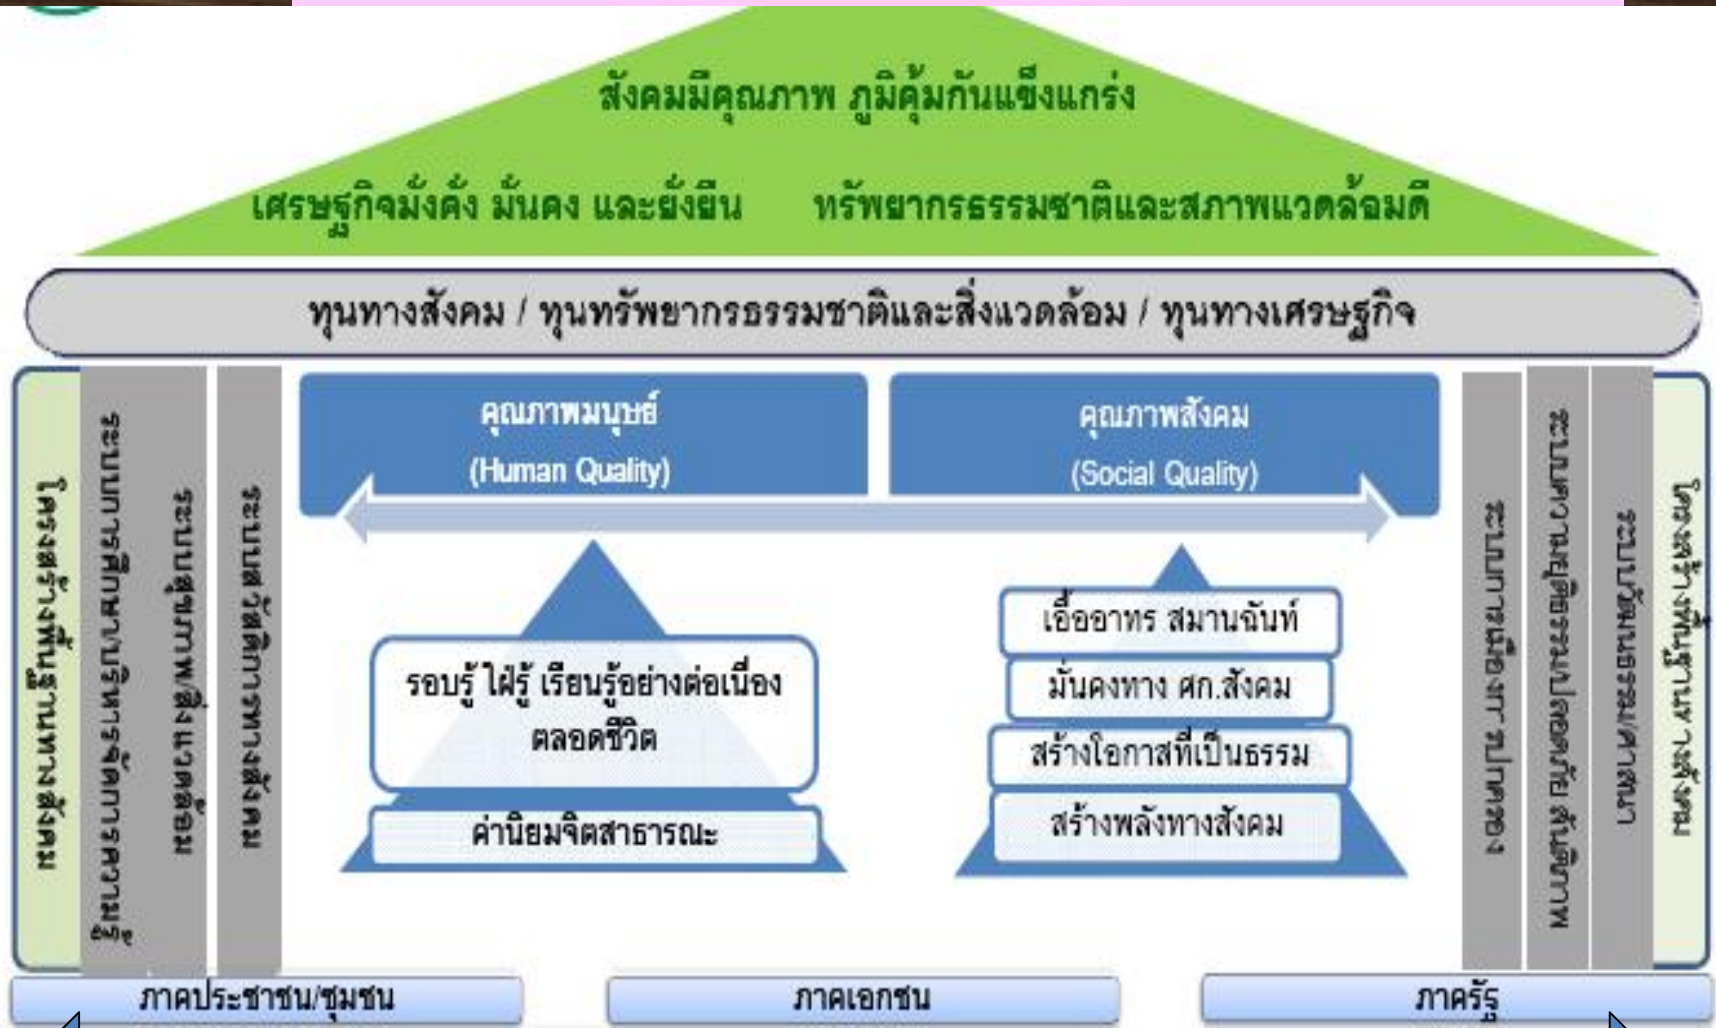 สังคมมีคุณภาพ ภูมิคุ้มกันแข็งแกร่ง
เศรษฐกิจมั่งคั่ง มั่นคง และยั่งยืน
ทรัพยากรธรรมชาติและสภาพแวดล้อมดี
ทุนทางสังคม / ทุนทรัพยากรธรรมชาติและสิ่งแวดล้อม / ทุนทางเศรษฐกิจ
โครงสร้างพื้นฐานทางสังคม
ระบบการศึกษา/บริหารจัดการความรู้
ระบบสุขภาพ/สิ่งแวดล้อม
ระบบสวัสดิการทางสังคม
คุณภาพมนุษย์
(Human Quality)
รอบรู้ ใฝ่รู้ เรียนรู้อย่างต่อเนื่อง
ตลอดชีวิต
ค่านิยมจิตสาธารณะ
คุณภาพสังคม
(Social Quality)
เอื้ออาทร สมานฉันท์
มั่นคงทาง ศก.สังคม
สร้างโอกาสที่เป็นธรรม
สร้างพลังทางสังคม
ระบบการเมืองการปกครอง
ระบบความยุติธรรม/ปลอดภัย สันติภาพ
ระบบวัฒนธรรม/ศาสนา
โครงสร้างพื้นฐานทางสังคม
ภาคประชาชน/ชุมชน
ภาคเอกชน
ภาครัฐ